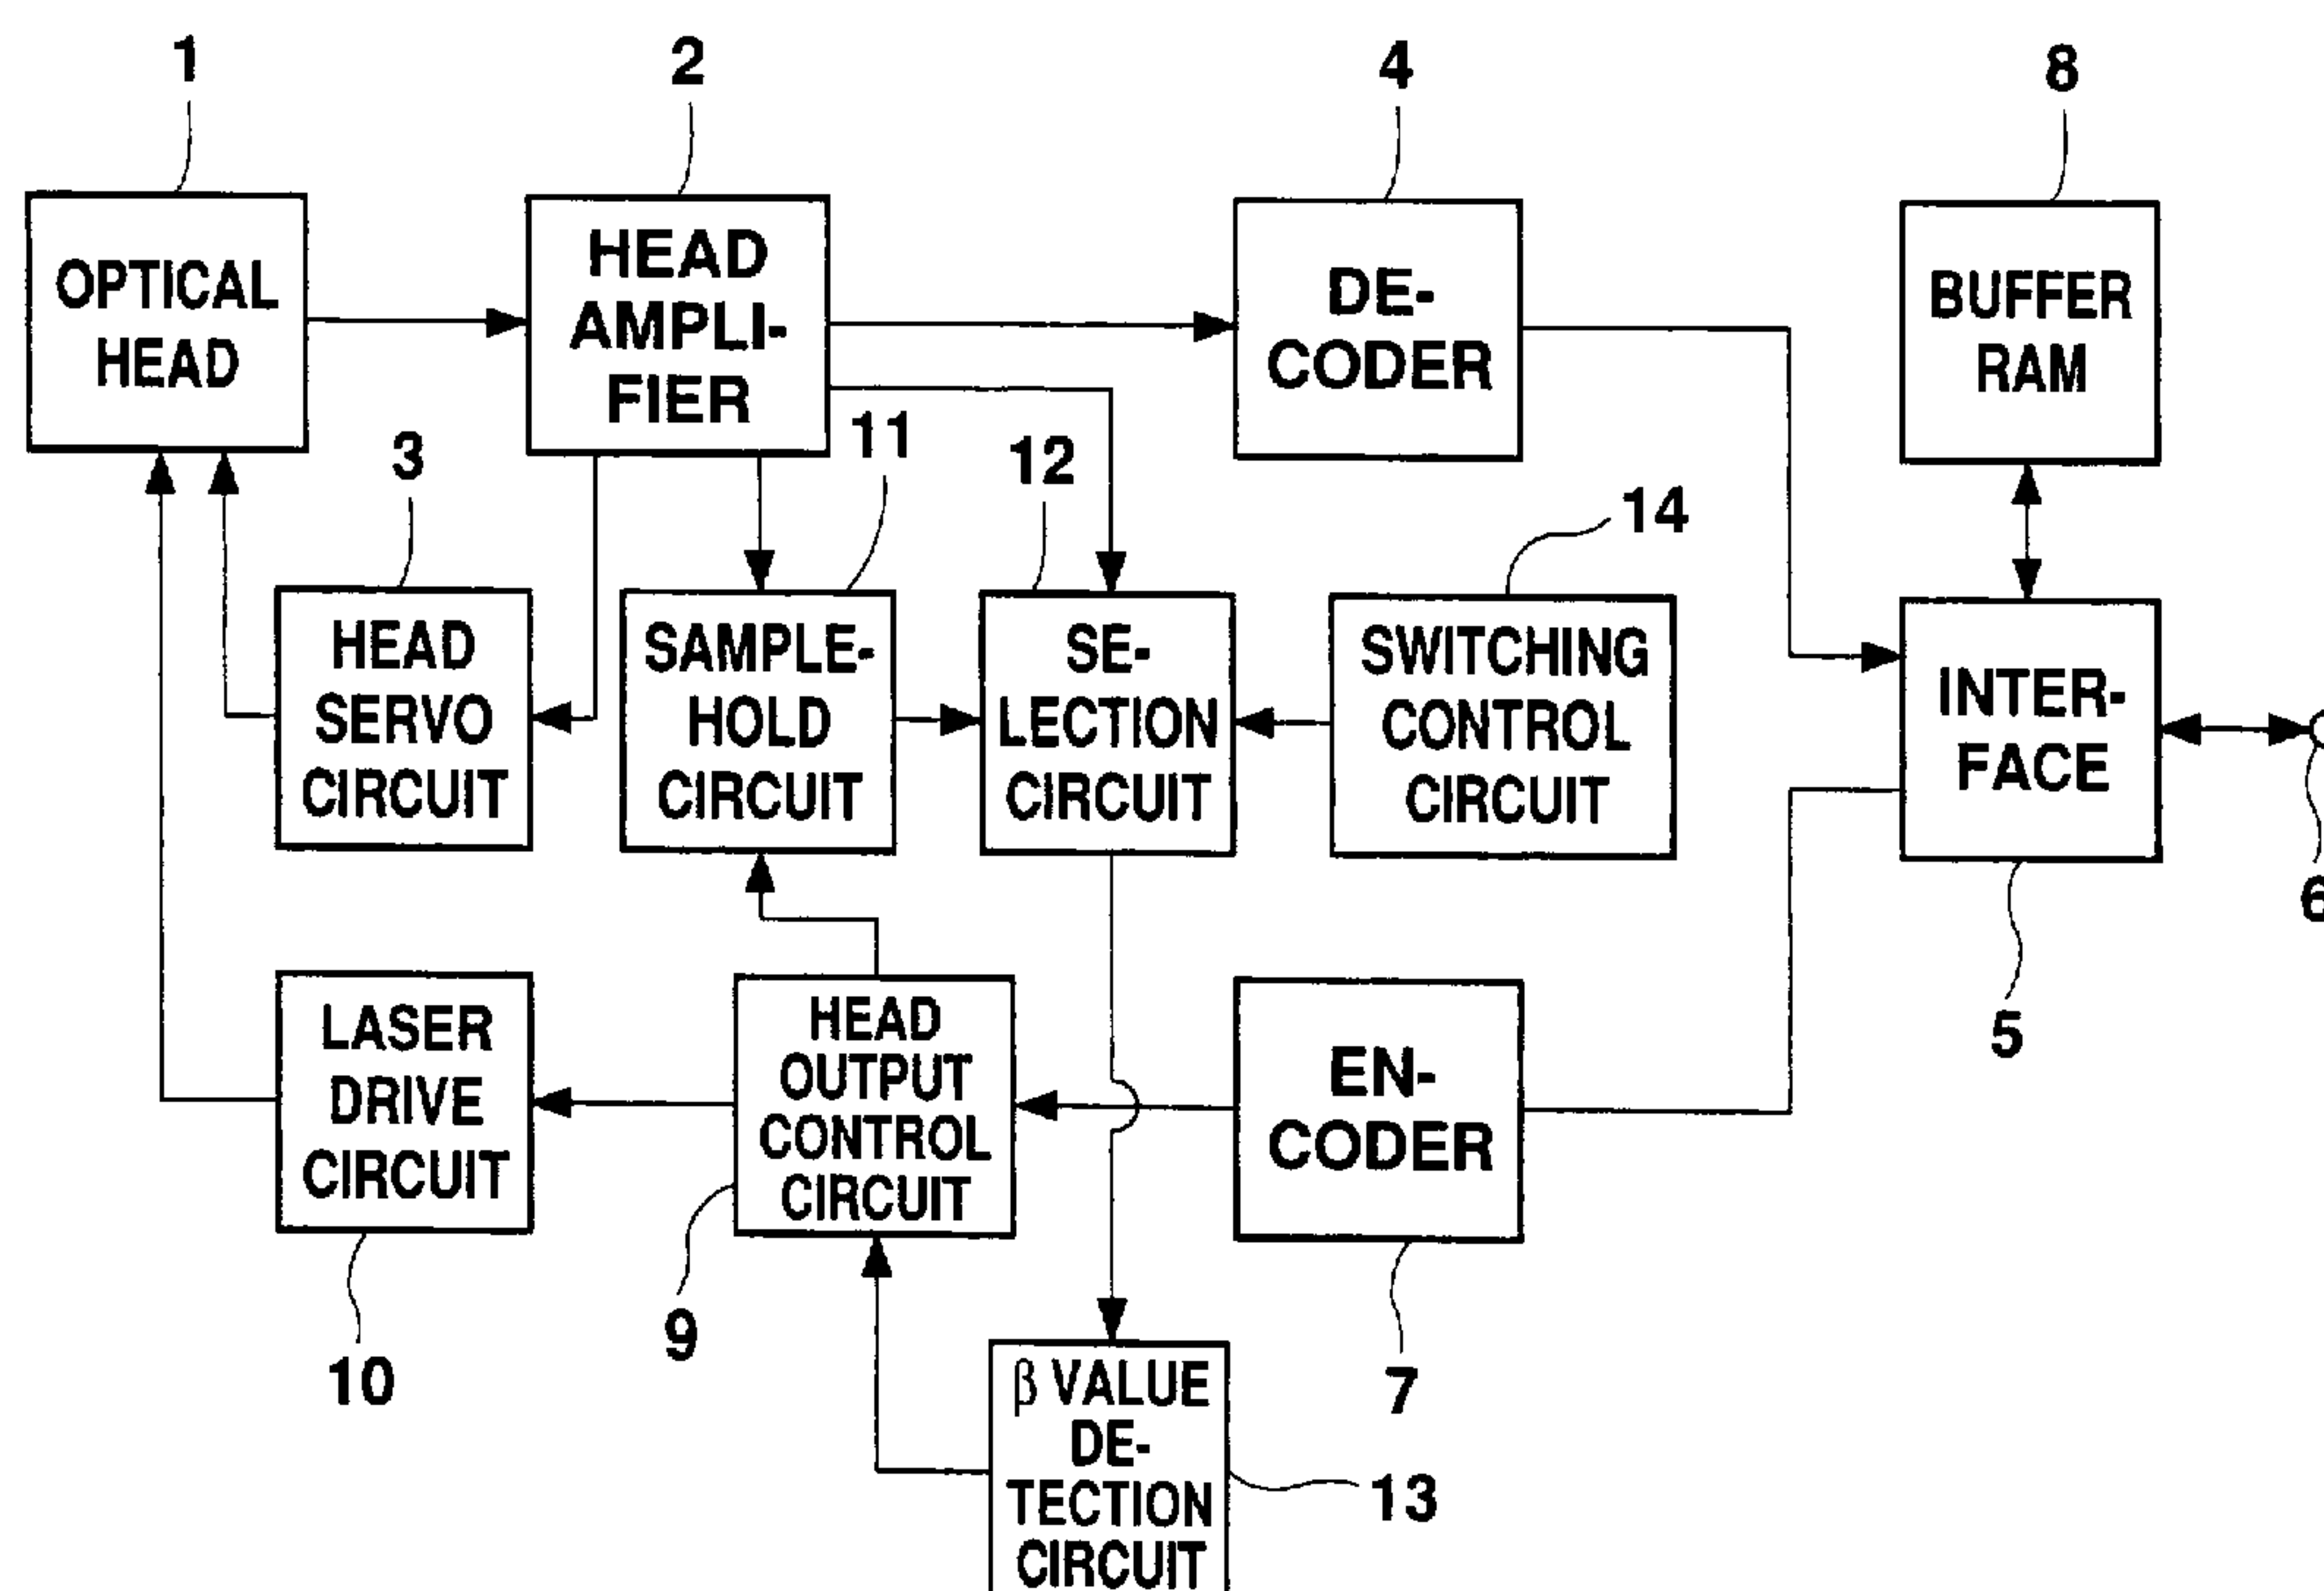 1
2
4
8
OPTICAL
HEAD
HEAD
AMPLI-
FIER
DE-
CODER
BUFFER
RAM
3
11
12
14
HEAD
SERVO
CIRCUIT
SAMPLE-
HOLD
CIRCUIT
SE-
LECTION
CIRCUIT
SWITCHING
CONTROL
CIRCUIT
INTER-
FACE
6
5
LASER
DRIVE
CIRCUIT
HEAD
OUTPUT
CONTROL
CIRCUIT
EN-
CODER
10
9
7
β VALUE
DE-
TECTION
CIRCUIT
13